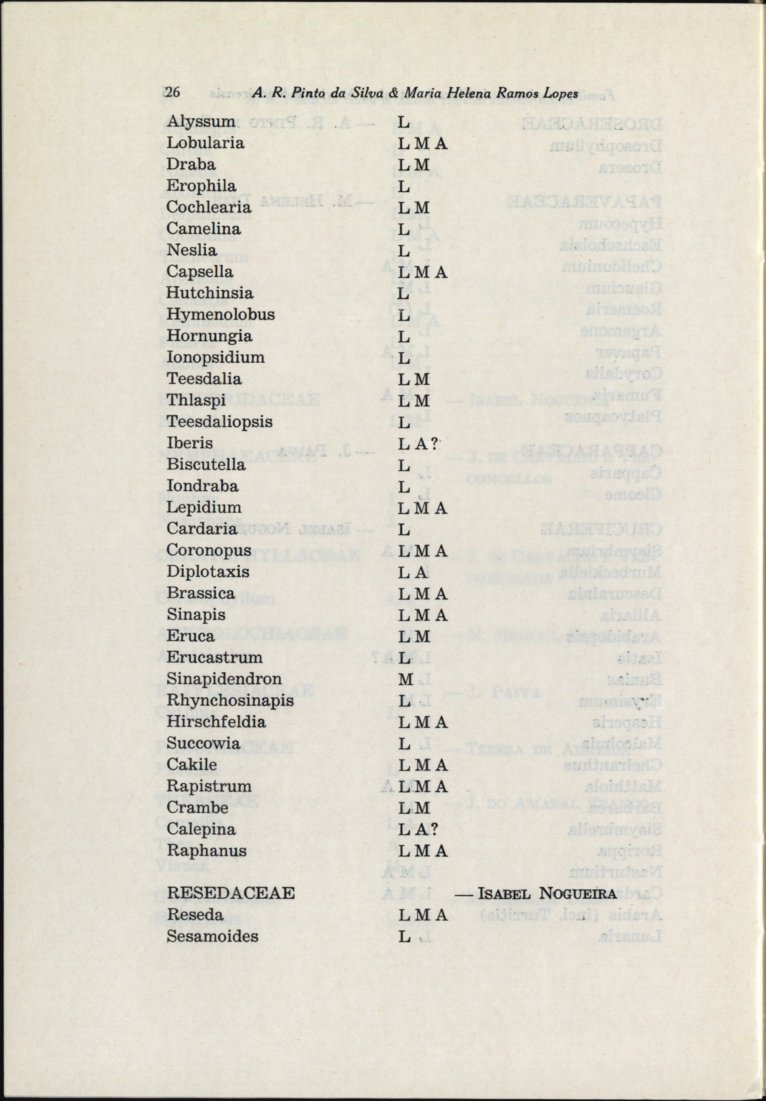 26 A. R. Pinto da Silva & Maria Helena Ramos Lopes
Alyssum L
Lobularia L M A
Draba L M
Erophila L
Cochlearia L M
Camelina L
Neslia L
Capsella L M A
Hutchinsia L
Hymenolobus L
Hornungia L
Ionopsidium L
Teesdalia L M
Thlaspi L M
Teesdaliopsis L
Iberis L A?
Biscutella L
Iondraba L
Lepidium L M A
Cardaria L
Coronopus L M A
Diplotaxis L A
Brassica L M A
Sinapis L M A
Eruca L M
Erucastrum L
Sinapidendron M
Rhynchosinapis L
Hirschfeldia L M A
Succowia L
Cakile L M A
Rapistrum L M A
Crambe L M
Calepina L A?
Raphanus L M A
RESEDACEAE — ISABEL NOGUEIRA
Reseda L M A
Sesamoides L